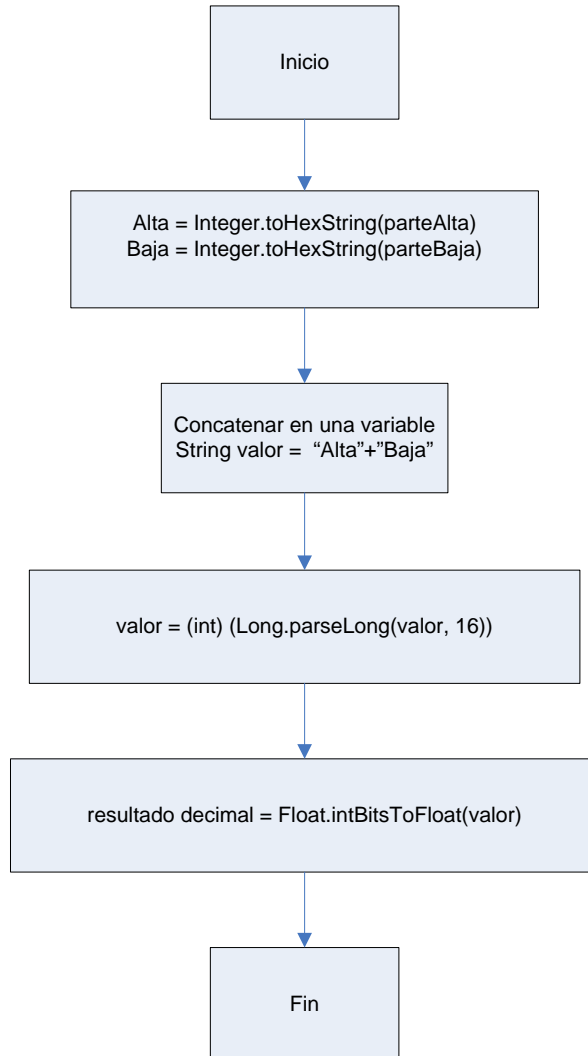 Inicio
Alta = Integer.toHexString(parteAlta)
Baja = Integer.toHexString(parteBaja)
Concatenar en una variable
String valor =  “Alta”+”Baja”
valor = (int) (Long.parseLong(valor, 16))
resultado decimal = Float.intBitsToFloat(valor)
Fin